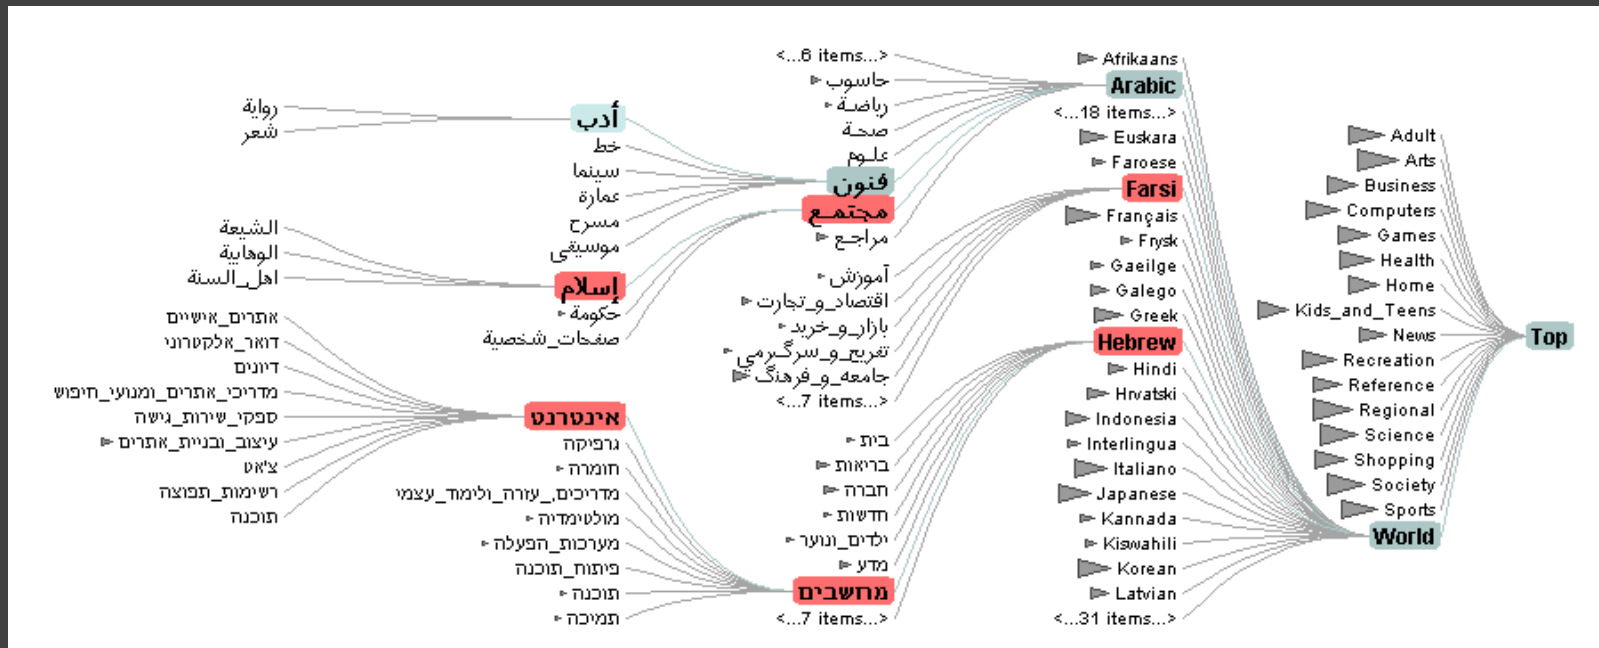 Top
Adult
Arts
Business
Computers
Games
Health
Home
Kids_and_Teens
News
Recreation
Reference
Regional
Science
Shopping
Society
Sports
World
Afrikaans
Arabic
<...18 items...>
Euskara
Faroese
Farsi
Français
Frysk
Gaeilge
Galego
Greek
Hebrew
Hindi
Hrvatski
Indonesia
Interlingua
Italiano
Japanese
Kannada
Kiswahili
Korean
Latvian
<...31 items...>
<...6 items...>
حاسوب
رياضة
صحة
علوم
فنون
مجتمع
مراجع
آموزش
اقتصاد_و_تجارت
بازار_و_خريد
تفريح_و_سرگرمي
جامعه_و_فرهنگ
<...7 items...>
בית
בריאות
חברה
חדשות
ילדים_ונוער
מדע
מחשבים
<...7 items...>
أدب
خط
سينما
عمارة
مسرح
موسيقى
إسلام
حكومة
صفحات_شخصية
אינטרנט
גרפיקה
חומרה
מדריכים,_עזרה_ולימוד_עצמי
מולטימדיה
מערכות_הפעלה
פיתוח_תוכנה
תוכנה
תמיכה
رواية
شعر
الشيعة
الوهابية
اهل_السنة
אתרים_אישיים
דואר_אלקטרוני
דיונים
מדריכי_אתרים_ומנועי_חיפוש
ספקי_שירות_גישה
עיצוב_ובניית_אתרים
צ'אט
רשימות_תפוצה
תוכנה